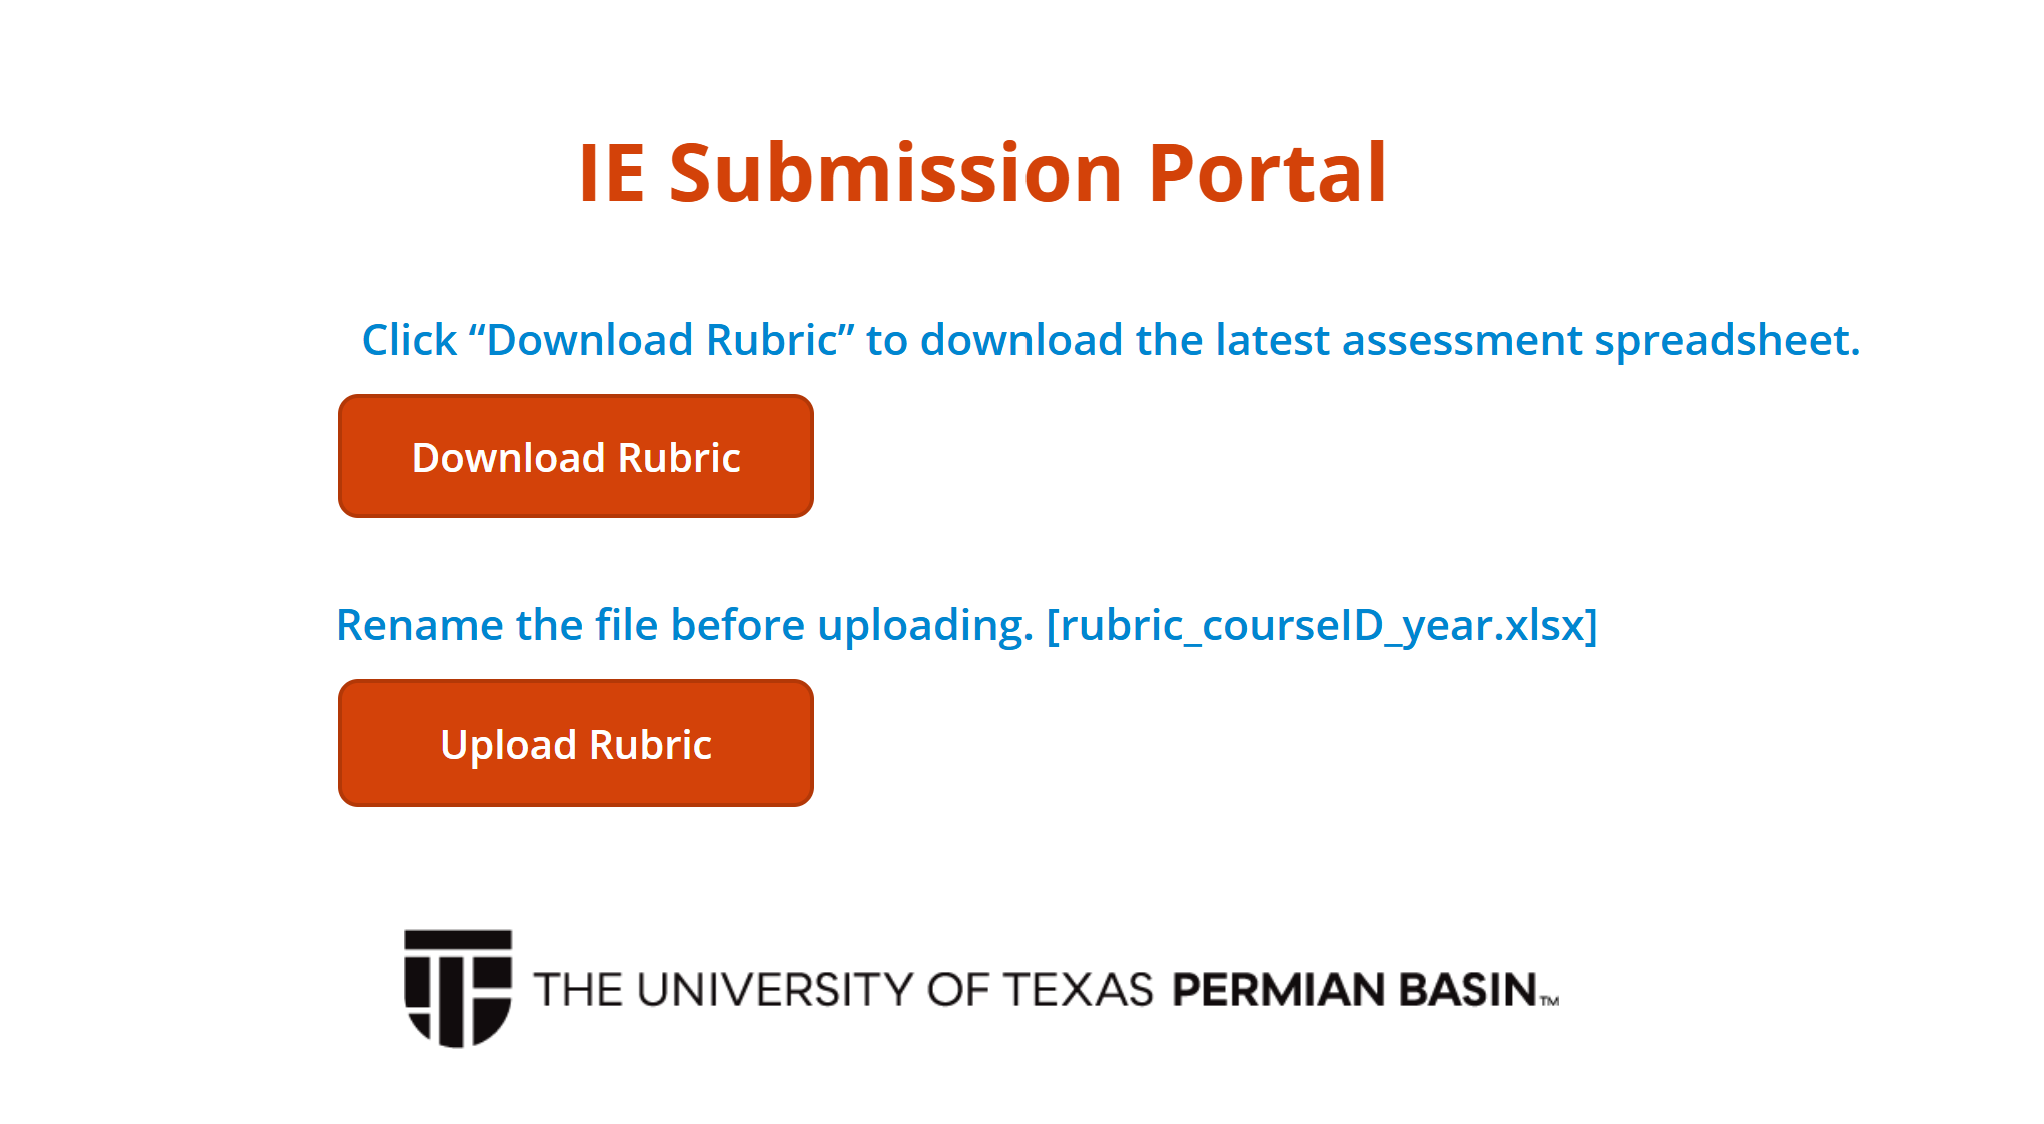 IE Submission Portal
Click “Download Rubric” to download the latest assessment spreadsheet.
Download Rubric
Rename the file before uploading. [rubric_courseID_year.xlsx]
Upload Rubric
THE UNIVERSITY OF TEXAS PERMIAN BASIN™